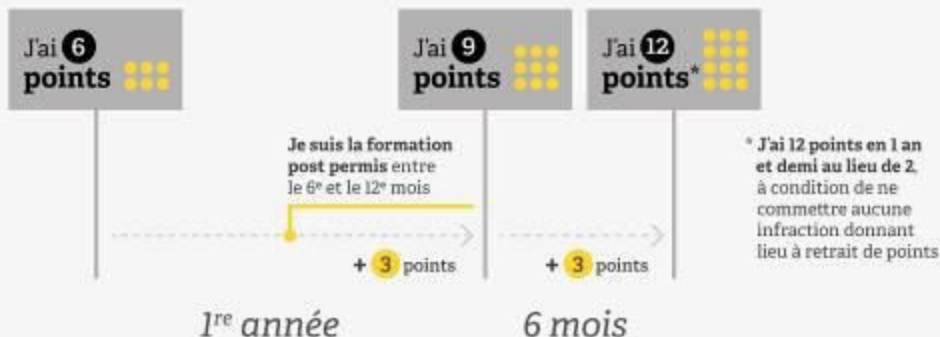 J'ai 6
points
J'ai 9
points
J'ai 12
points*
Je suis la formation
post permis entre
le 6e et le 12e mois
* J'ai 12 points en 1 an
et demi au lieu de 2,
à condition de ne
commettre aucune
infraction donnant
lieu à retrait de points
+ 3 points
+ 3 points
1re année
6 mois